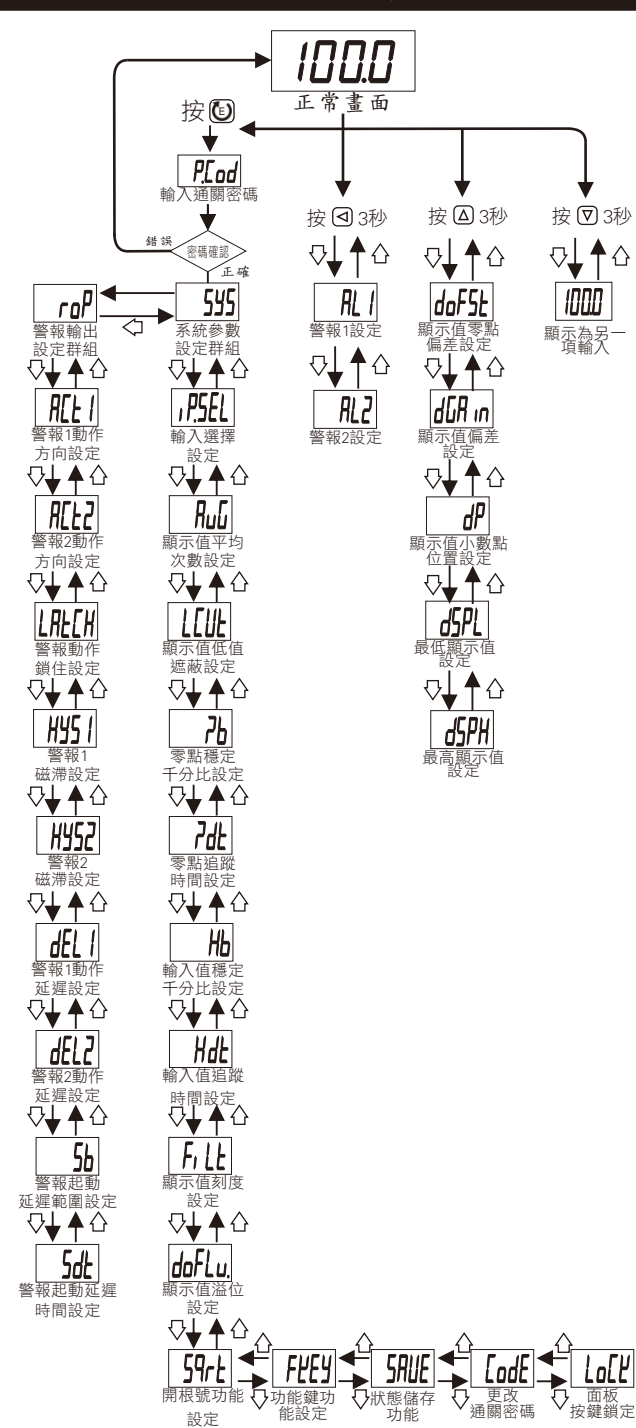 100.0
正常畫面
按 E
P.Cod
輸入通關密碼
錯誤
密碼確認
正確
按 3秒
AL1
警報1設定
AL2
警報2設定
按 3秒
doFSt
顯示值零點
偏差設定
dGAin
顯示值偏差
設定
dP
顯示值小數點
位置設定
dSPL
最低顯示值
設定
dSPH
最高顯示值
設定
按 3秒
100.0
顯示為另一
項輸入
roP
警報輸出
設定群組
ACt1
警報1動作
方向設定
ACt2
警報2動作
方向設定
LAtCH
警報動作
鎖住設定
HYS1
警報1
磁滯設定
HYS2
警報2
磁滯設定
dEL1
警報1動作
延遲設定
dEL2
警報2動作
延遲設定
Sb
警報起動
延遲範圍設定
Sdt
警報起動延遲
時間設定
SYS
系統參數
設定群組
iP.SEL
輸入選擇
設定
AvG
顯示值平均
次數設定
LCUt
顯示值低值
遮蔽設定
零點穩定
千分比設定
零點追蹤
時間設定
Hb
輸入值穩定
千分比設定
Hdt
輸入值追蹤
時間設定
FiLt
顯示值刻度
設定
doFLu.
顯示值溢位
設定
Sqrt
開根號功能
設定
FKEY
功能鍵功
能設定
SAVE
狀態儲存
功能
CodE
更改
通關密碼
LoCK
面板
按鍵鎖定